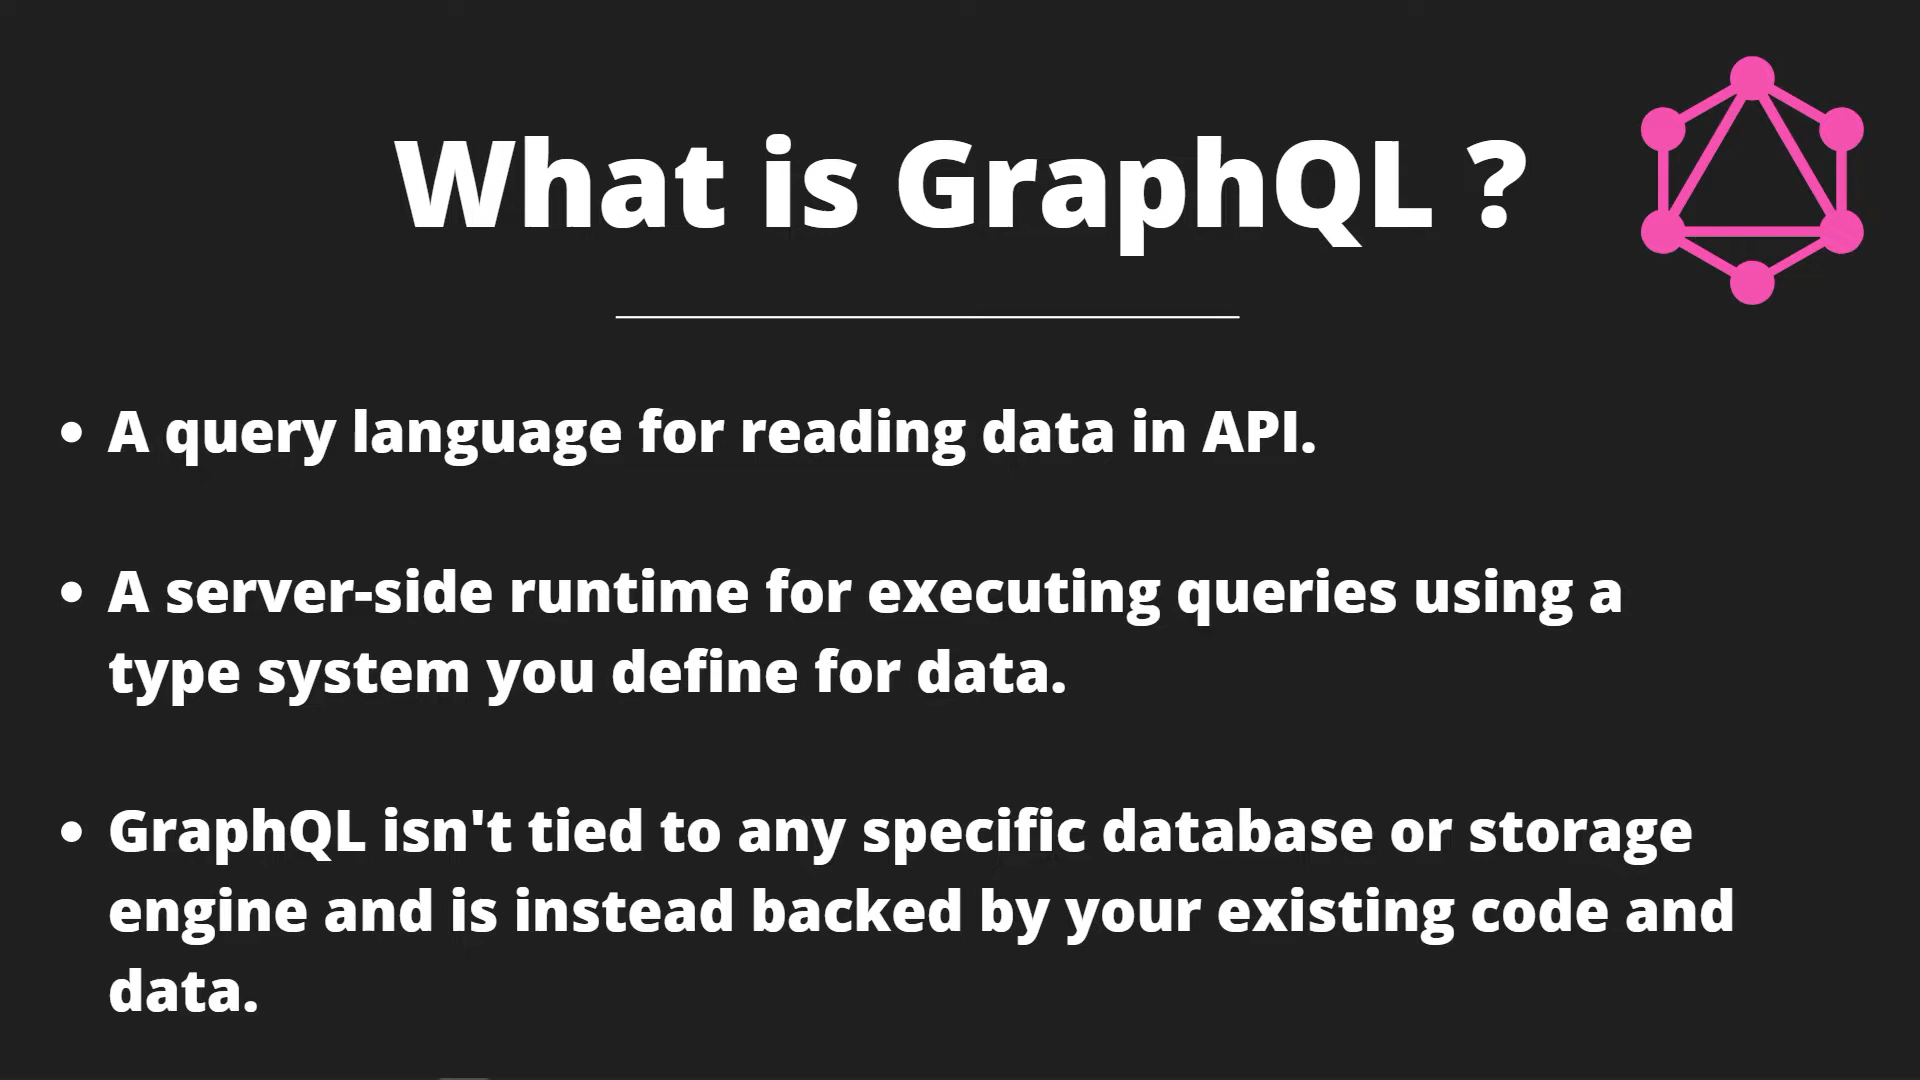 What is GraphQL ?
• A query language for reading data in API.
• A server-side runtime for executing queries using a
type system you define for data.
• GraphQL isn't tied to any specific database or storage
engine and is instead backed by your existing code and
data.